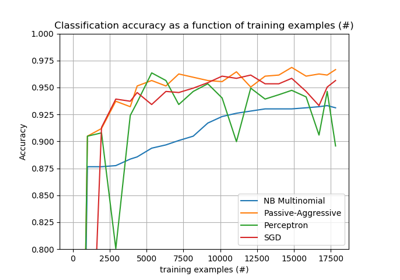 Classification accuracy as a function of training examples (#)
1.000
0.975
0.950
0.925
0.900
0.875
0.850
0.825
0.800
Accuracy
NB Multinomial
Passive-Aggressive
Perceptron
SGD
0 2500 5000 7500 10000 12500 15000 17500
training examples (#)